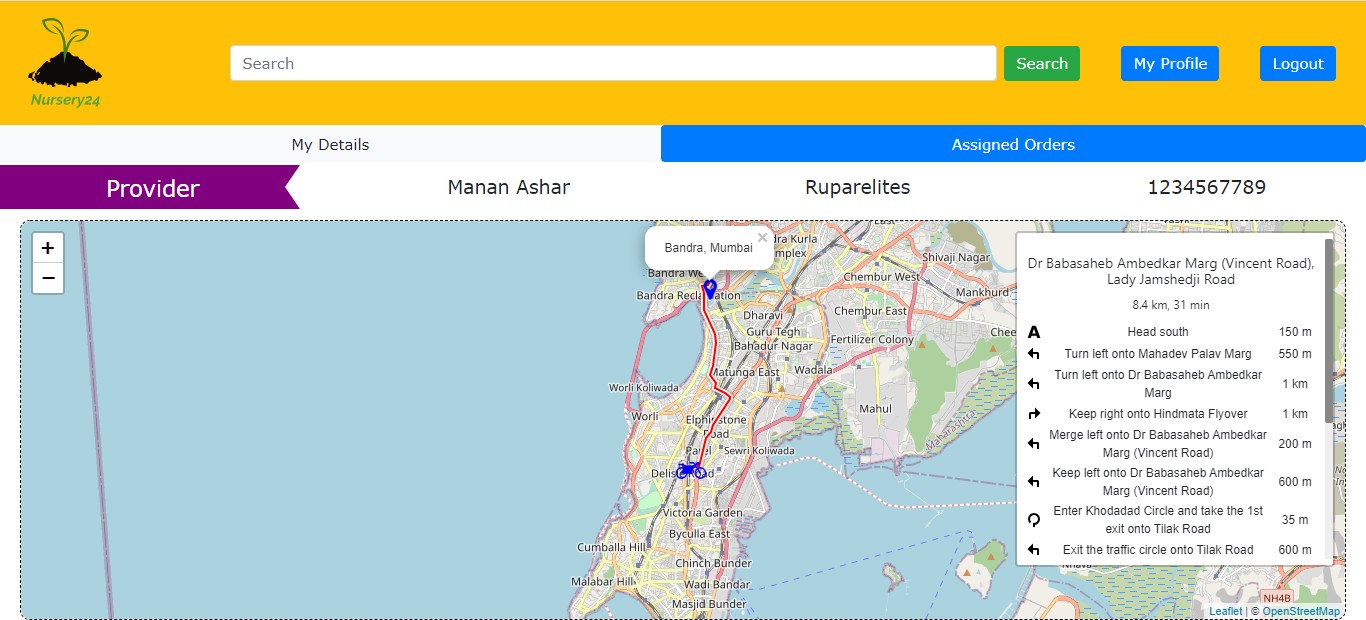 Nursery24
Search
Search
My Profile
Logout
My Details
Assigned Orders
Provider
Manan Ashar
Ruparelites
1234567789
+
−
Bandra, Mumbai
×
Bandra We
Bandra Recla
ation
dra Kurla
mplex
Shivaji Nagar
Chembur West
Mankhurd
Dharavi
Chembur East
Guru Tegh
Bahadur Nagar
Fertilizer Colony
Chee
Matunga East
Wadala
Worli Koliwada
Worli
Mahul
Elphinstone
Road
Maharashtra
Parel
Sewri Koliwada
Delisle Road
Victoria Garden
Byculla East
Cumballa Hill
Chinch Bunder
Malabar Hill
Wadi Bandar
Masjid Bunder
Dr Babasaheb Ambedkar Marg (Vincent Road),
Lady Jamshedji Road
8.4 km, 31 min
Head south 150 m
Turn left onto Mahadev Palav Marg 550 m
Turn left onto Dr Babasaheb Ambedkar
Marg 1 km
Keep right onto Hindmata Flyover 1 km
Merge left onto Dr Babasaheb Ambedkar
Marg (Vincent Road) 200 m
Keep left onto Dr Babasaheb Ambedkar
Marg (Vincent Road) 600 m
Enter Khodadad Circle and take the 1st
exit onto Tilak Road 35 m
Exit the traffic circle onto Tilak Road 600 m
NH4B
Leaflet | © OpenStreetMap